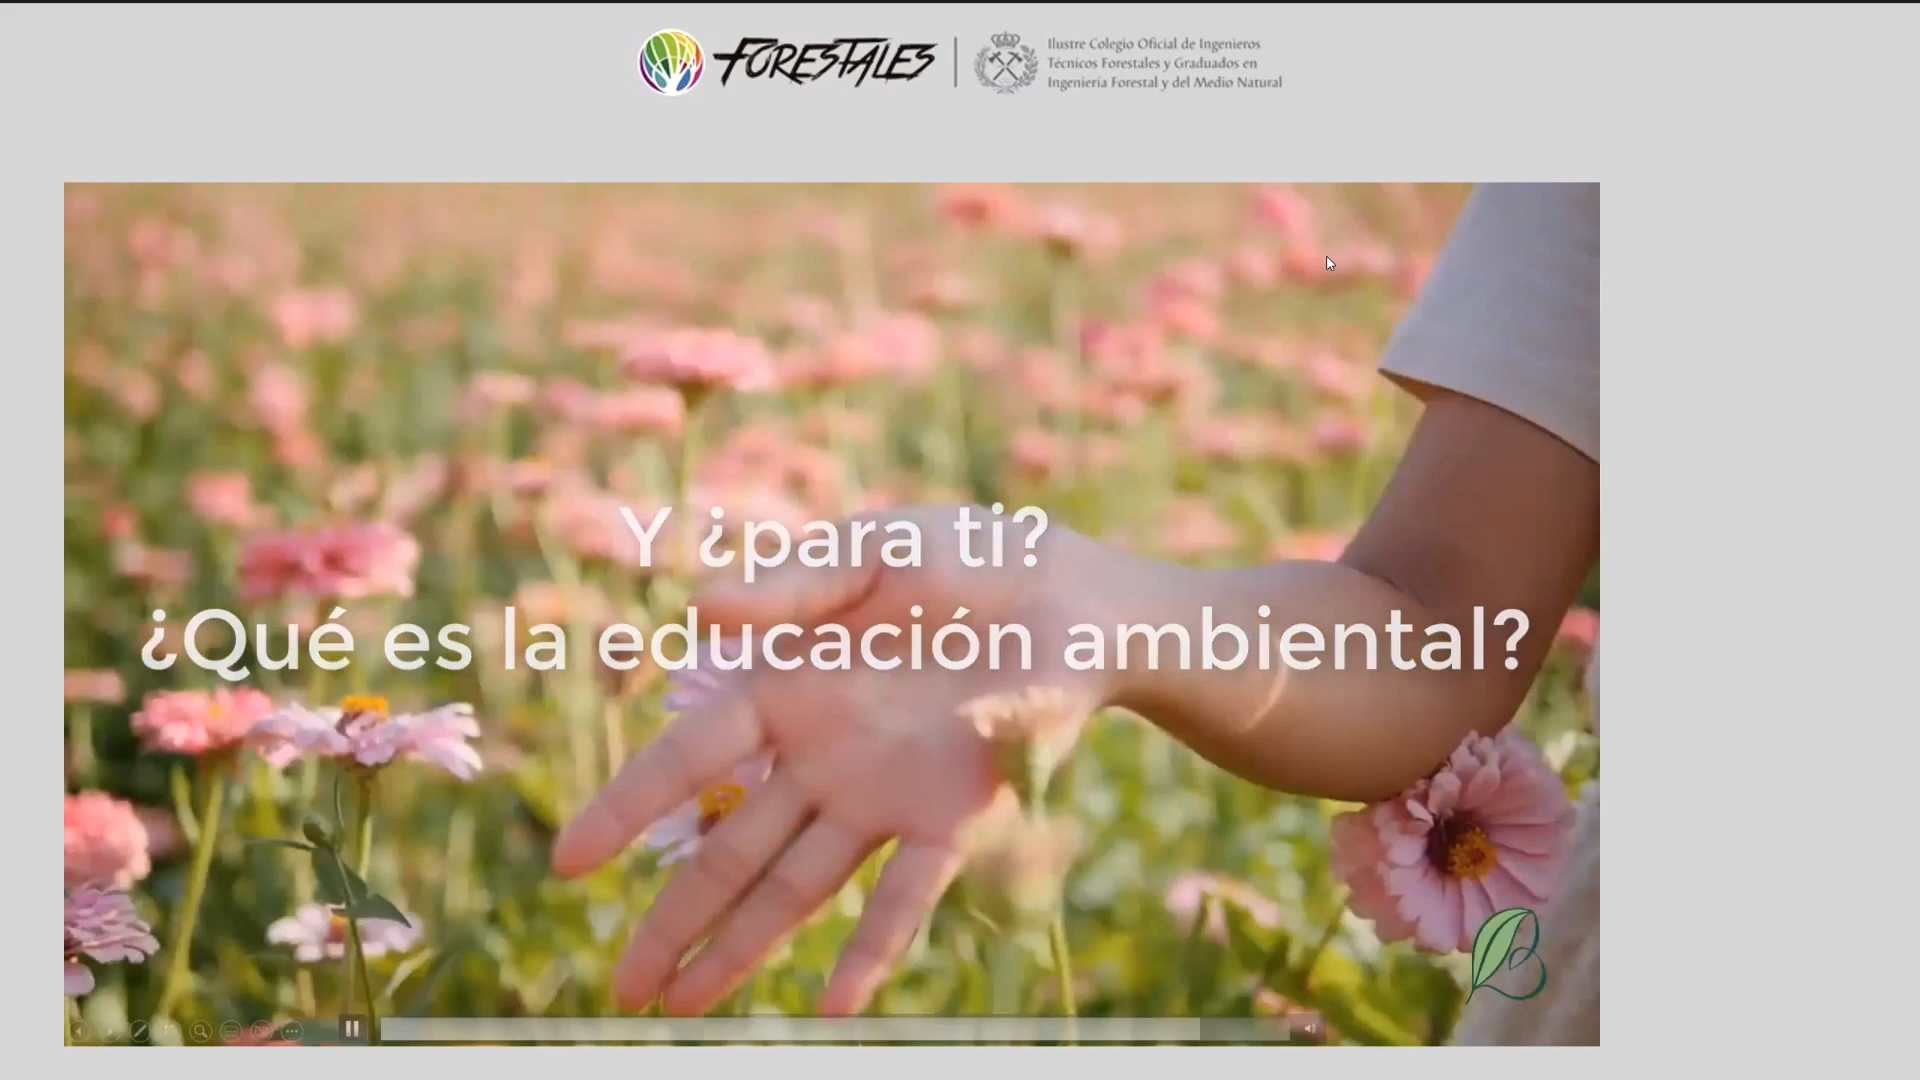 FORESTALES
Ilustre Colegio Oficial de Ingenieros
Técnicos Forestales y Graduados en
Ingeniería Forestal y del Medio Natural
Y ¿para ti?
¿Qué es la educación ambiental?